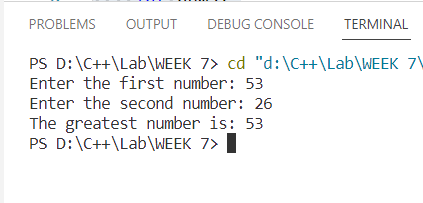 PROBLEMS OUTPUT DEBUG CONSOLE TERMINAL
PS D:\C++\Lab\WEEK 7> cd "d:\C++\Lab\WEEK 7\
Enter the first number: 53
Enter the second number: 26
The greatest number is: 53
PS D:\C++\Lab\WEEK 7>